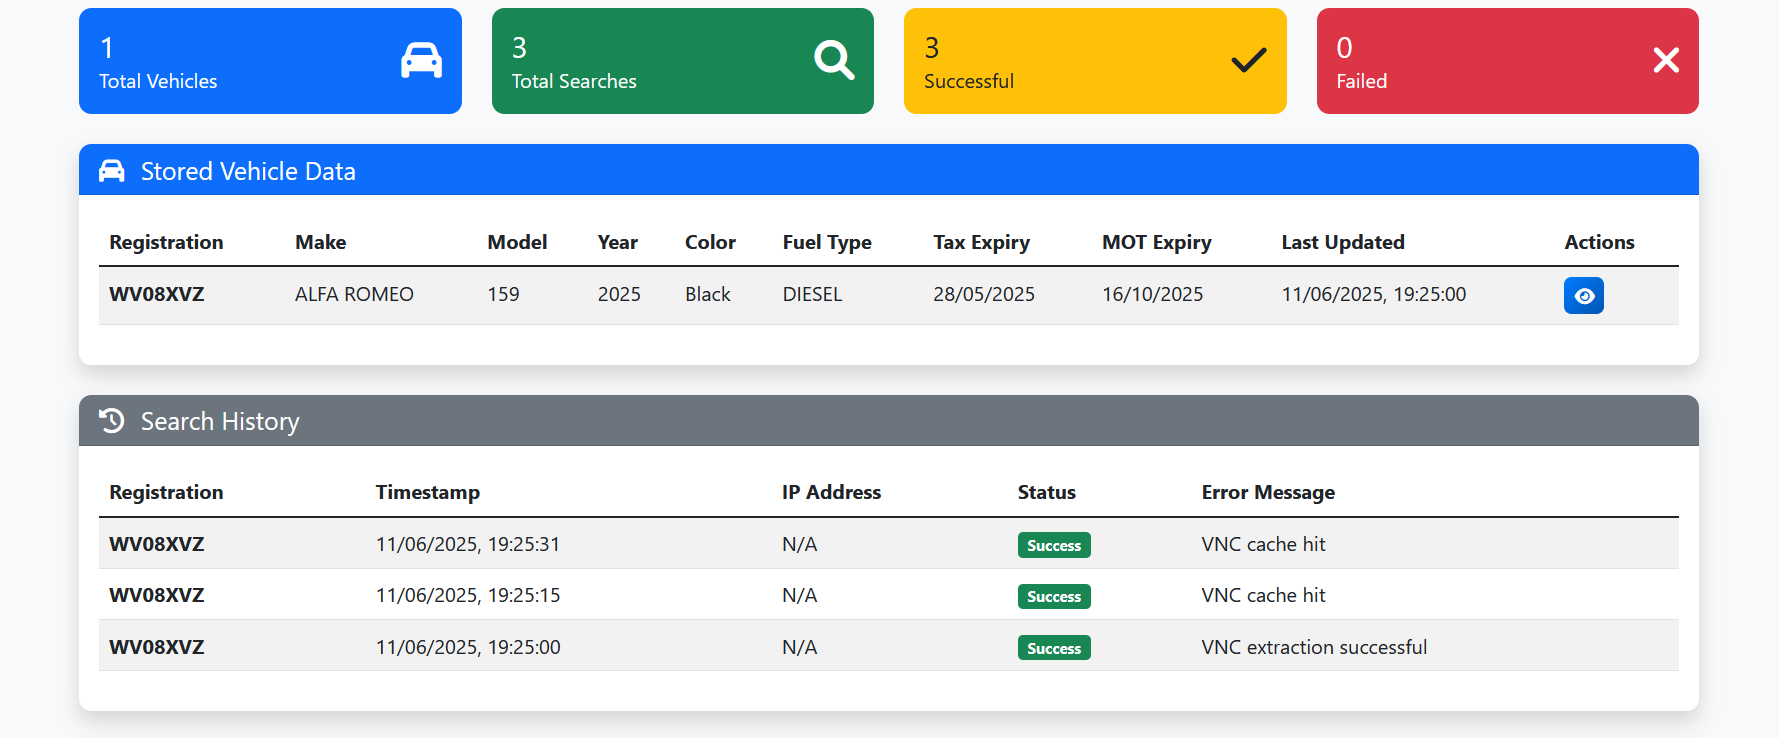 1
Total Vehicles
3
Total Searches
3
Successful
0
Failed
Stored Vehicle Data
Registration Make Model Year Color Fuel Type Tax Expiry MOT Expiry Last Updated Actions
WV08XVZ ALFA ROMEO 159 2025 Black DIESEL 28/05/2025 16/10/2025 11/06/2025, 19:25:00
Search History
Registration Timestamp IP Address Status Error Message
WV08XVZ 11/06/2025, 19:25:31 N/A Success VNC cache hit
WV08XVZ 11/06/2025, 19:25:15 N/A Success VNC cache hit
WV08XVZ 11/06/2025, 19:25:00 N/A Success VNC extraction successful